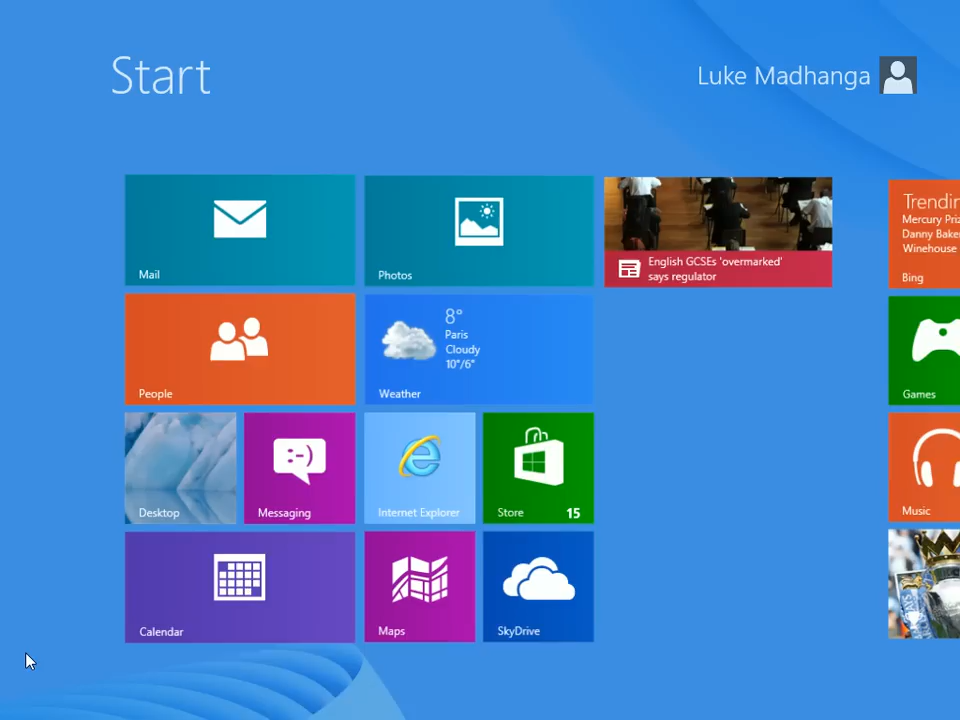 Start
Luke Madhanga
Mail
Photos
English GCSEs 'overmarked'
says regulator
People
8°
Paris
Cloudy
10°/6°
Weather
Desktop
:-)
Messaging
Internet Explorer
Store
15
Calendar
Maps
SkyDrive
Trendin
Mercury Priz
Danny Baker
Winehouse
Bing
Games
Music